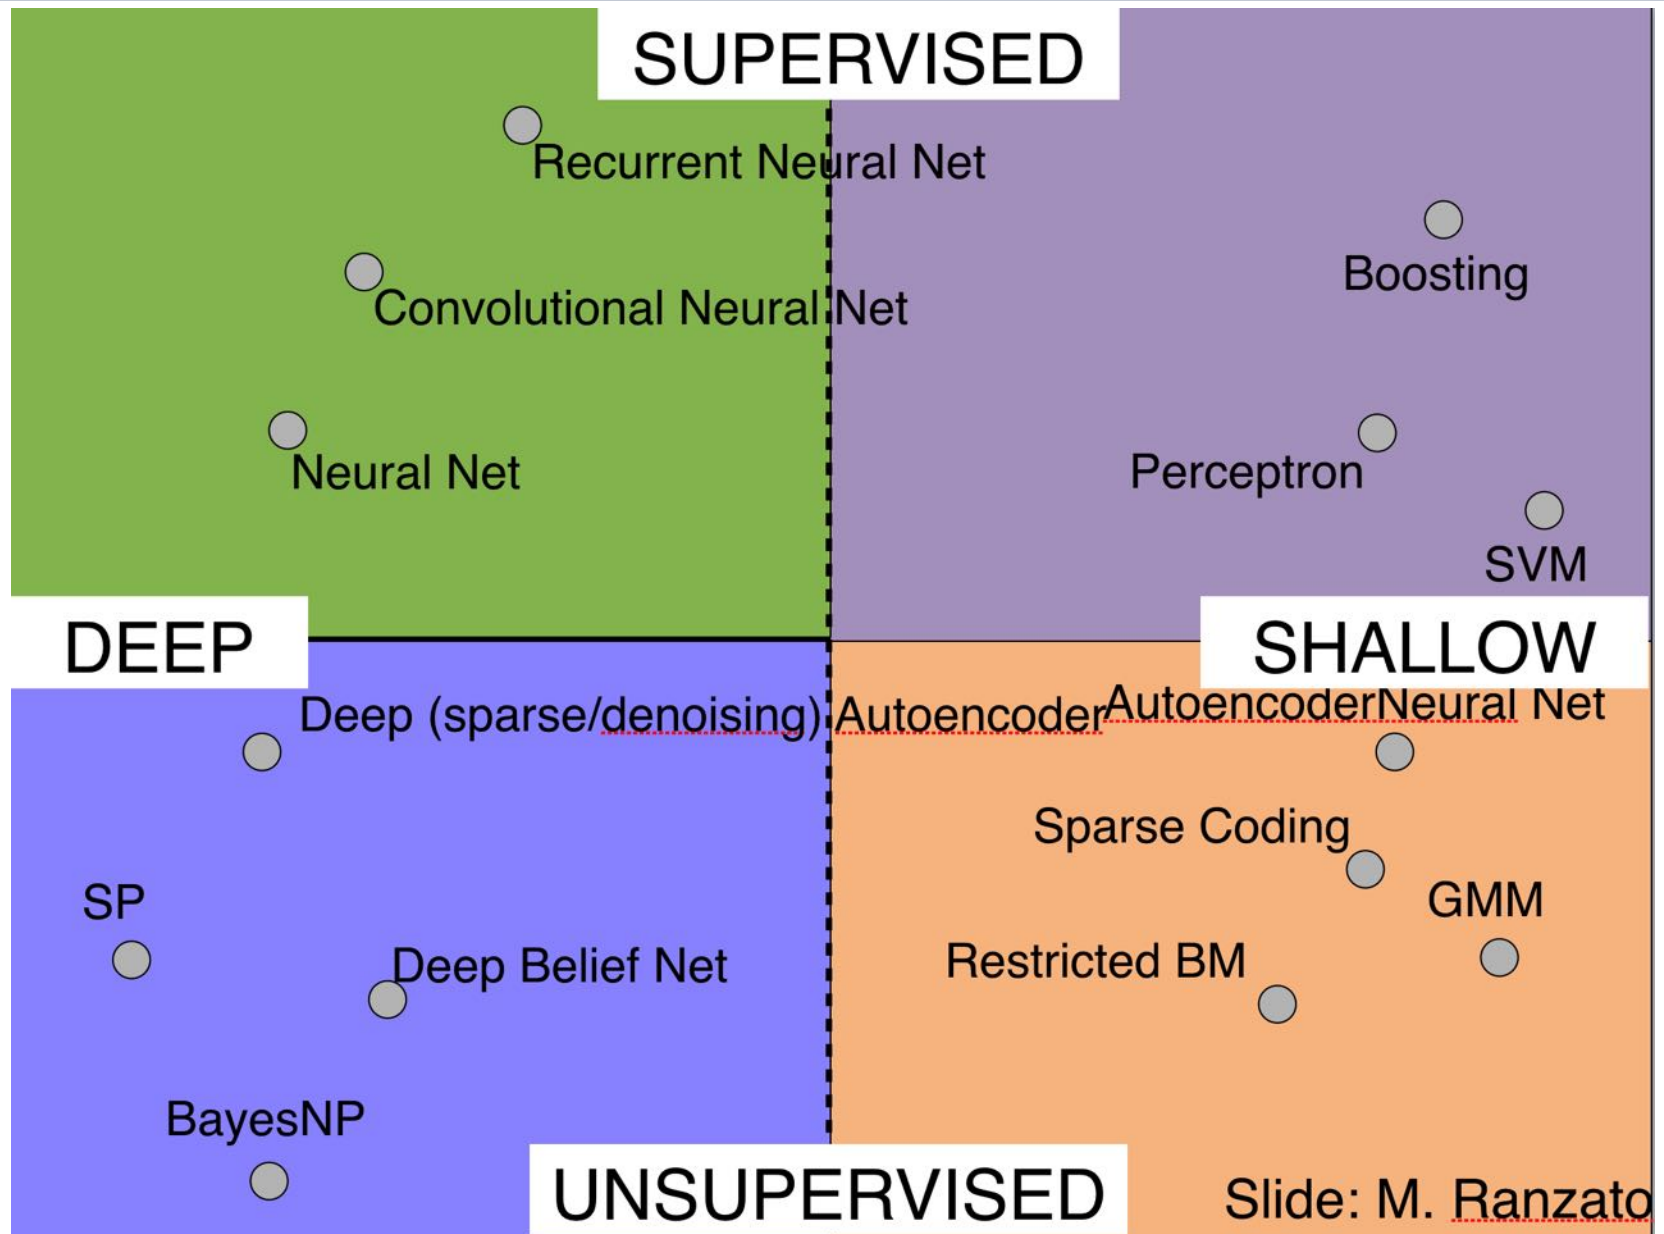 SUPERVISED
Recurrent Neural Net
Boosting
Convolutional Neural Net
Neural Net
Perceptron
SVM
DEEP
SHALLOW
Deep (sparse/denoising) Autoencoder
AutoencoderNeural Net
Sparse Coding
SP
GMM
Deep Belief Net
Restricted BM
BayesNP
UNSUPERVISED
Slide: M. Ranzato